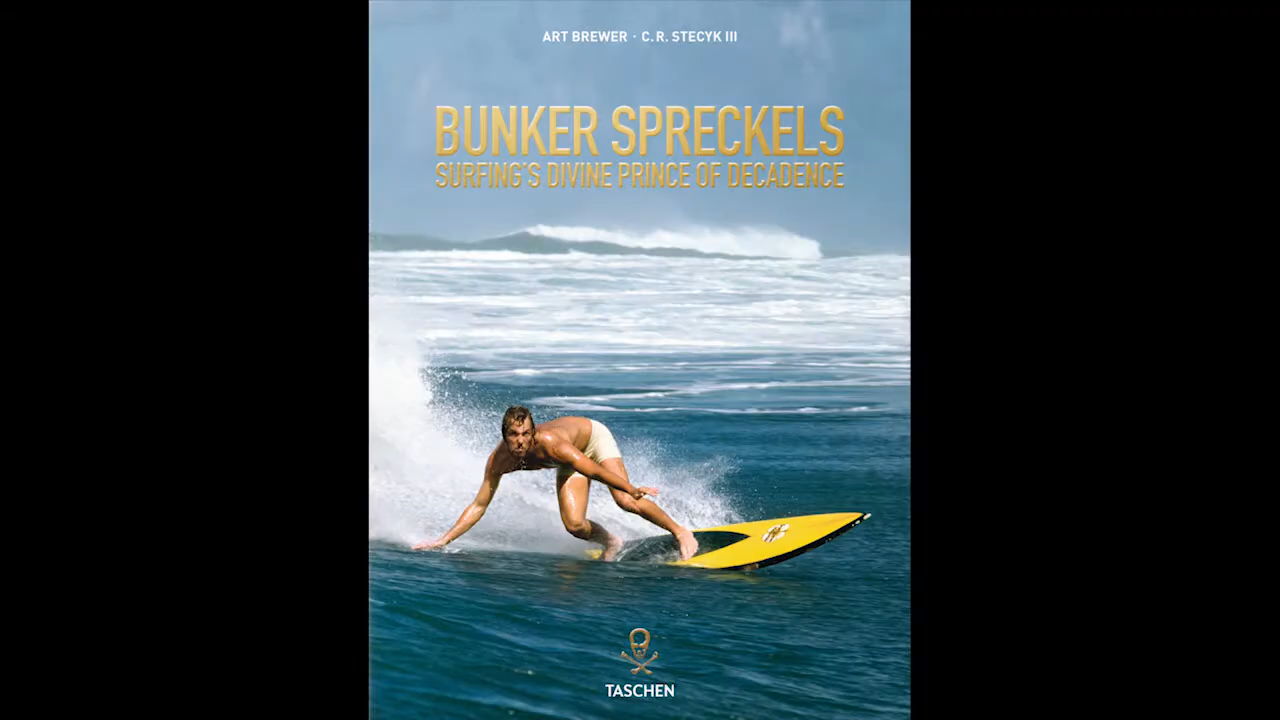 ART BREWER · C.R. STECYK III
BUNKER SPRECKELS
SURFING'S DIVINE PRINCE OF DECADENCE
TASCHEN